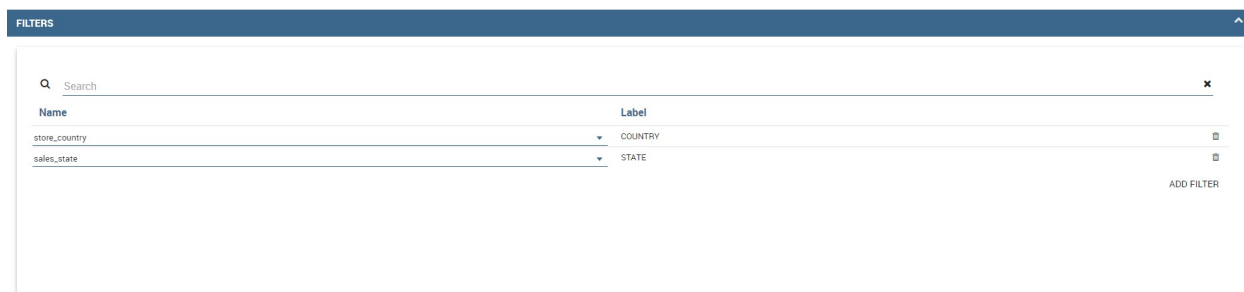 FILTERS
Search
Name Label
store_country COUNTRY
sales_state STATE
ADD FILTER